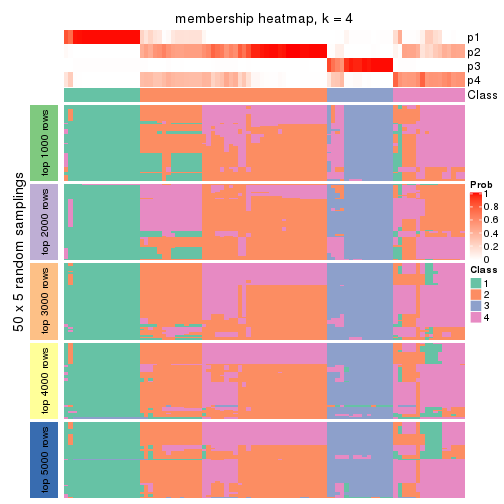 membership heatmap, k = 4
p1
p2
p3
p4
Class
50 x 5 random samplings
top 1000 rows
top 2000 rows
top 3000 rows
top 4000 rows
top 5000 rows
Prob
1
0.8
0.6
0.4
0.2
0
Class
1
2
3
4